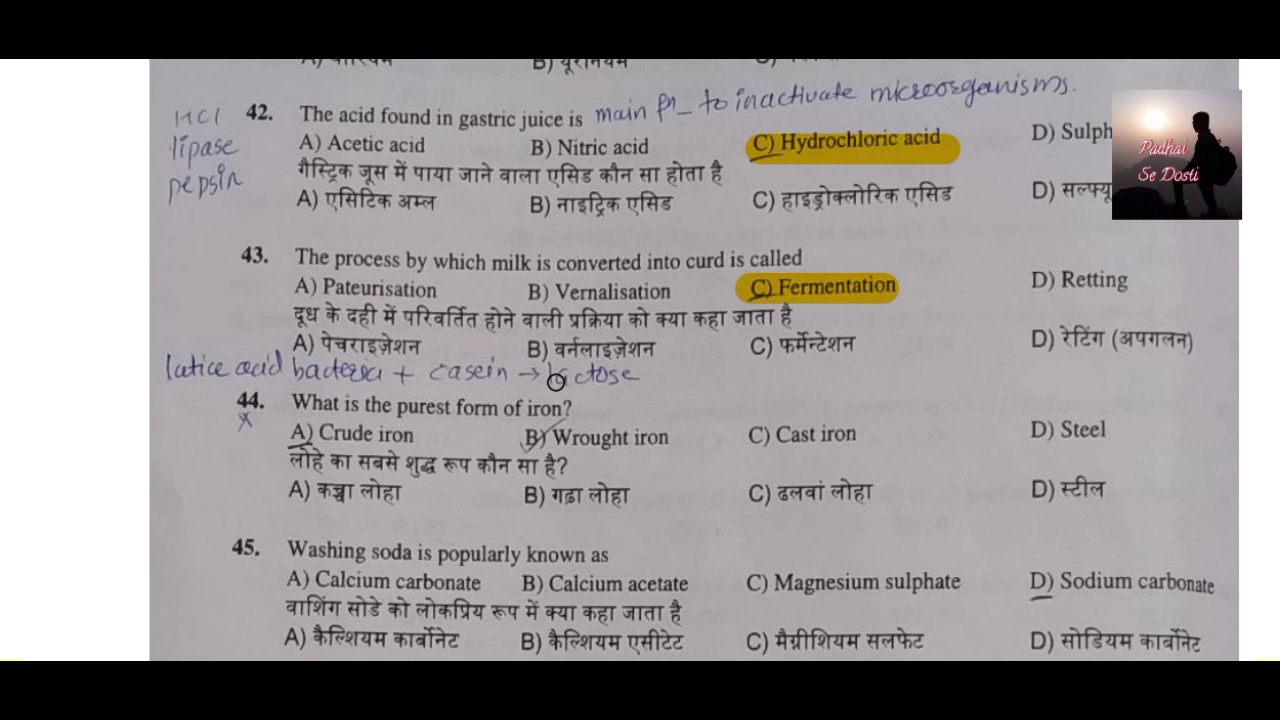 42. The acid found in gastric juice is main fn_ to inactivate microorganisms.
HCl
lipase
pepsin
A) Acetic acid B) Nitric acid C) Hydrochloric acid D) Sulph
गैस्ट्रिक जूस में पाया जाने वाला एसिड कौन सा होता है
A) एसिटिक अम्ल B) नाइट्रिक एसिड C) हाइड्रोक्लोरिक एसिड D) सल्फ्यू
Padhai
Se Dosti
43. The process by which milk is converted into curd is called
A) Pateurisation B) Vernalisation C) Fermentation D) Retting
दूध के दही में परिवर्तित होने वाली प्रक्रिया को क्या कहा जाता है
A) पेचराइज़ेशन B) वर्नलाइज़ेशन C) फर्मेन्टेशन D) रेटिंग (अपगलन)
latice acid bacteria + casein →
44. What is the purest form of iron?
A) Crude iron B) Wrought iron C) Cast iron D) Steel
लोहे का सबसे शुद्ध रूप कौन सा है?
A) कच्चा लोहा B) गढ़ा लोहा C) ढलवां लोहा D) स्टील
45. Washing soda is popularly known as
A) Calcium carbonate B) Calcium acetate C) Magnesium sulphate D) Sodium carbonate
वाशिंग सोडे को लोकप्रिय रूप में क्या कहा जाता है
A) कैल्शियम कार्बोनेट B) कैल्शियम एसीटेट C) मैग्नीशियम सलफेट D) सोडियम कार्बोनेट